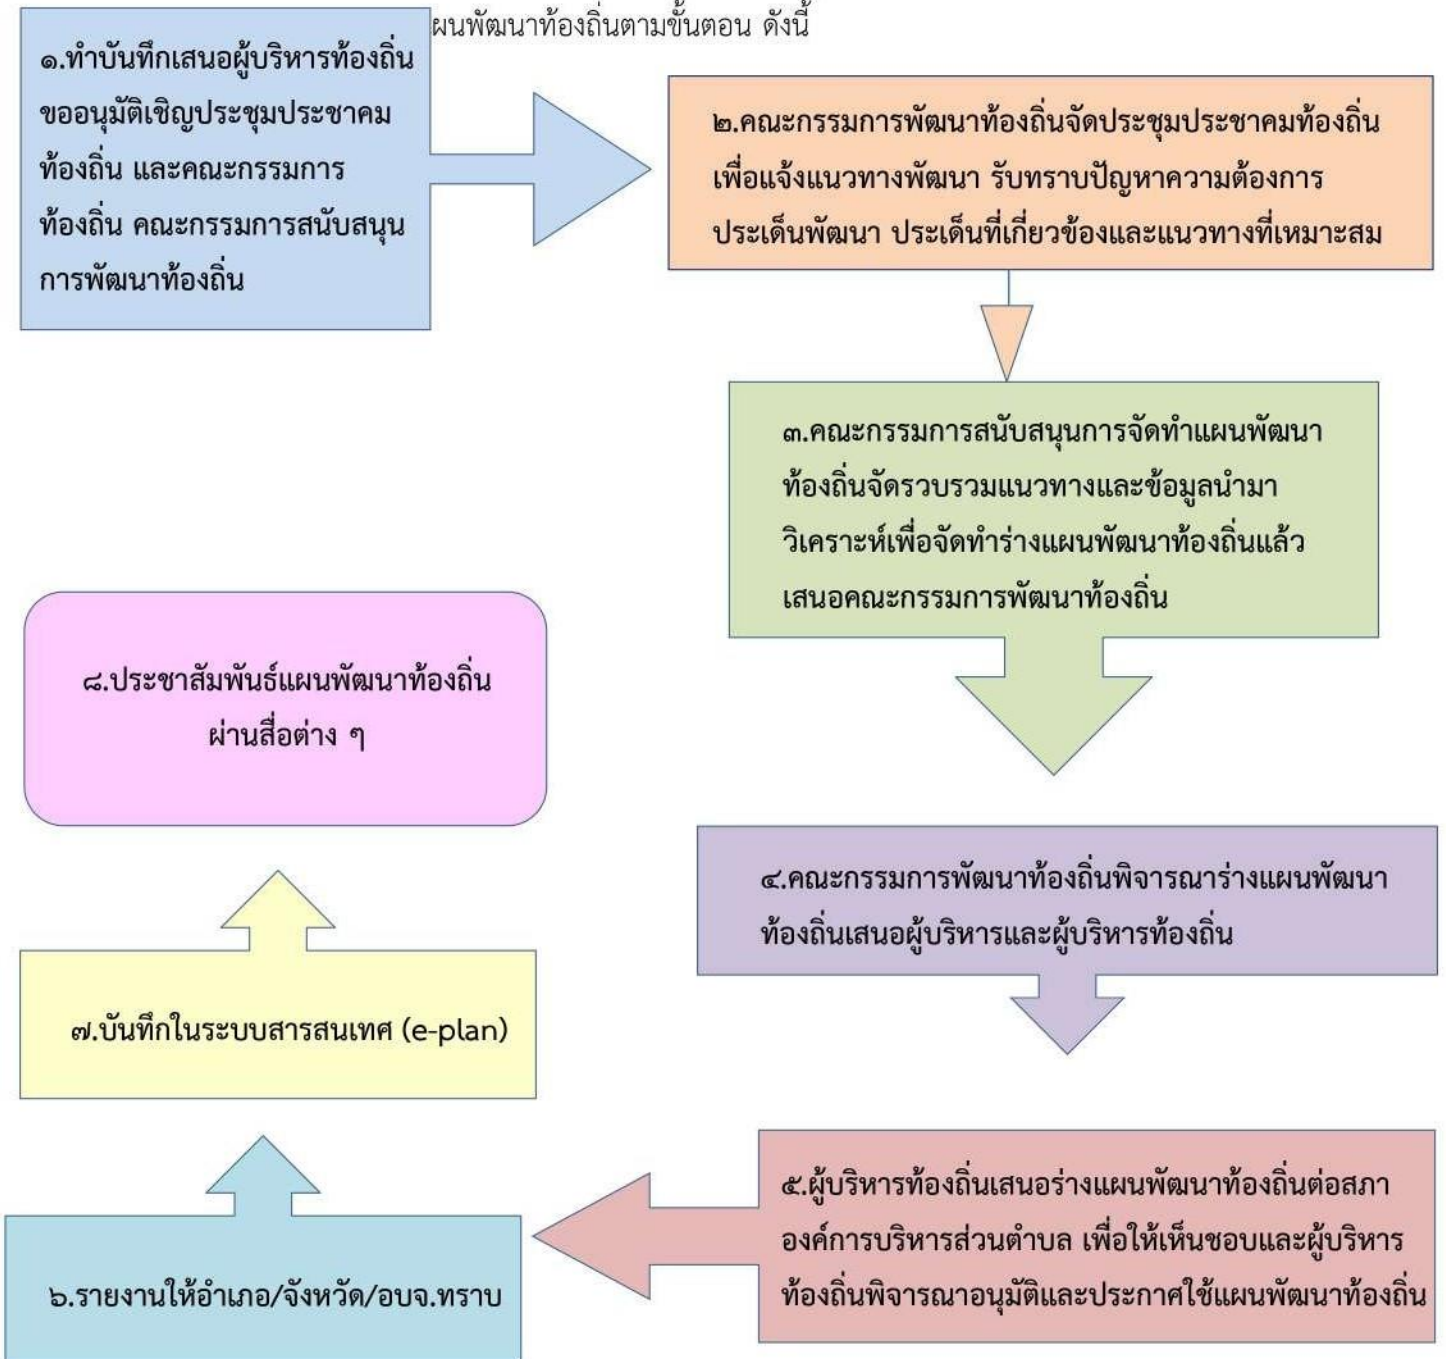 ผนพัฒนาท้องถิ่นตามขั้นตอน ดังนี้
๑.ทำบันทึกเสนอผู้บริหารท้องถิ่น
ขออนุมัติเชิญประชุมประชาคม
ท้องถิ่น และคณะกรรมการ
ท้องถิ่น คณะกรรมการสนับสนุน
การพัฒนาท้องถิ่น
๒.คณะกรรมการพัฒนาท้องถิ่นจัดประชุมประชาคมท้องถิ่น
เพื่อแจ้งแนวทางพัฒนา รับทราบปัญหาความต้องการ
ประเด็นพัฒนา ประเด็นที่เกี่ยวข้องและแนวทางที่เหมาะสม
๓.คณะกรรมการสนับสนุนการจัดทำแผนพัฒนา
ท้องถิ่นจัดรวบรวมแนวทางและข้อมูลนำมา
วิเคราะห์เพื่อจัดทำร่างแผนพัฒนาท้องถิ่นแล้ว
เสนอคณะกรรมการพัฒนาท้องถิ่น
๔.คณะกรรมการพัฒนาท้องถิ่นพิจารณาร่างแผนพัฒนา
ท้องถิ่นเสนอผู้บริหารและผู้บริหารท้องถิ่น
๕.ผู้บริหารท้องถิ่นเสนอร่างแผนพัฒนาท้องถิ่นต่อสภา
องค์การบริหารส่วนตำบล เพื่อให้เห็นชอบและผู้บริหาร
ท้องถิ่นพิจารณาอนุมัติและประกาศใช้แผนพัฒนาท้องถิ่น
๖.รายงานให้อำเภอ/จังหวัด/อบจ.ทราบ
๗.บันทึกในระบบสารสนเทศ (e-plan)
๘.ประชาสัมพันธ์แผนพัฒนาท้องถิ่น
ผ่านสื่อต่าง ๆ